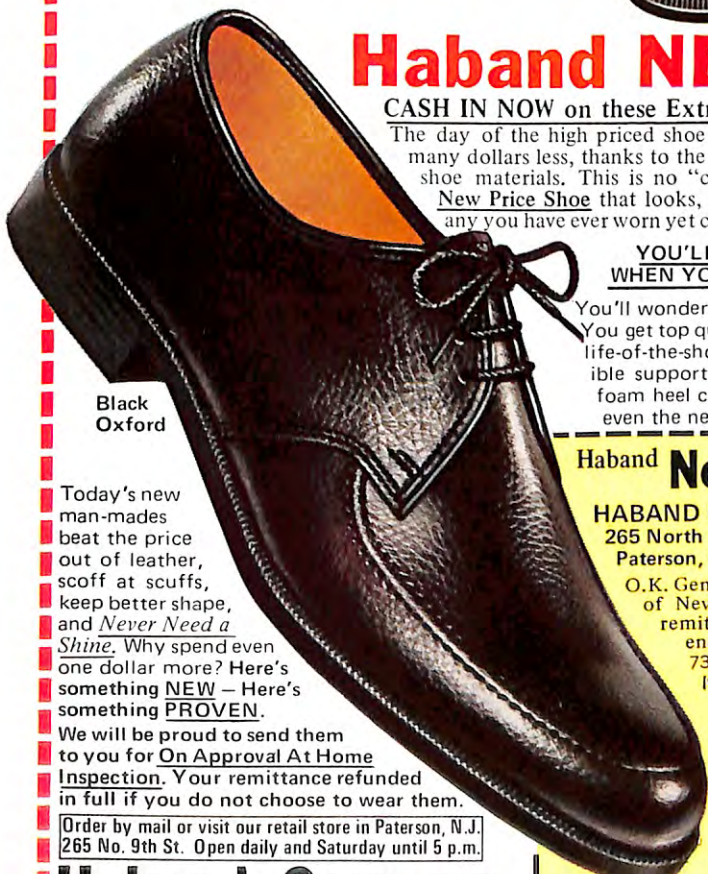 Haband
CASH IN NOW on these Extr
The day of the high priced shoe
many dollars less, thanks to the
shoe materials. This is no "c
New Price Shoe that looks,
any you have ever worn yet c
YOU'LL
WHEN YO
You'll wonder
You get top qu
life-of-the-sho
ible support
foam heel c
even the ne
Black
Oxford
Haband
HABAND
265 North
Paterson,
O.K. Gen
of New
remit
en
73
Today's new
man-mades
beat the price
out of leather,
scoff at scuffs,
keep better shape,
and Never Need a
Shine. Why spend even
one dollar more? Here's
something NEW – Here's
something PROVEN.
We will be proud to send them
to you for On Approval At Home
Inspection. Your remittance refunded
in full if you do not choose to wear them.
Order by mail or visit our retail store in Paterson, N.J.
265 No. 9th St. Open daily and Saturday until 5 p.m.